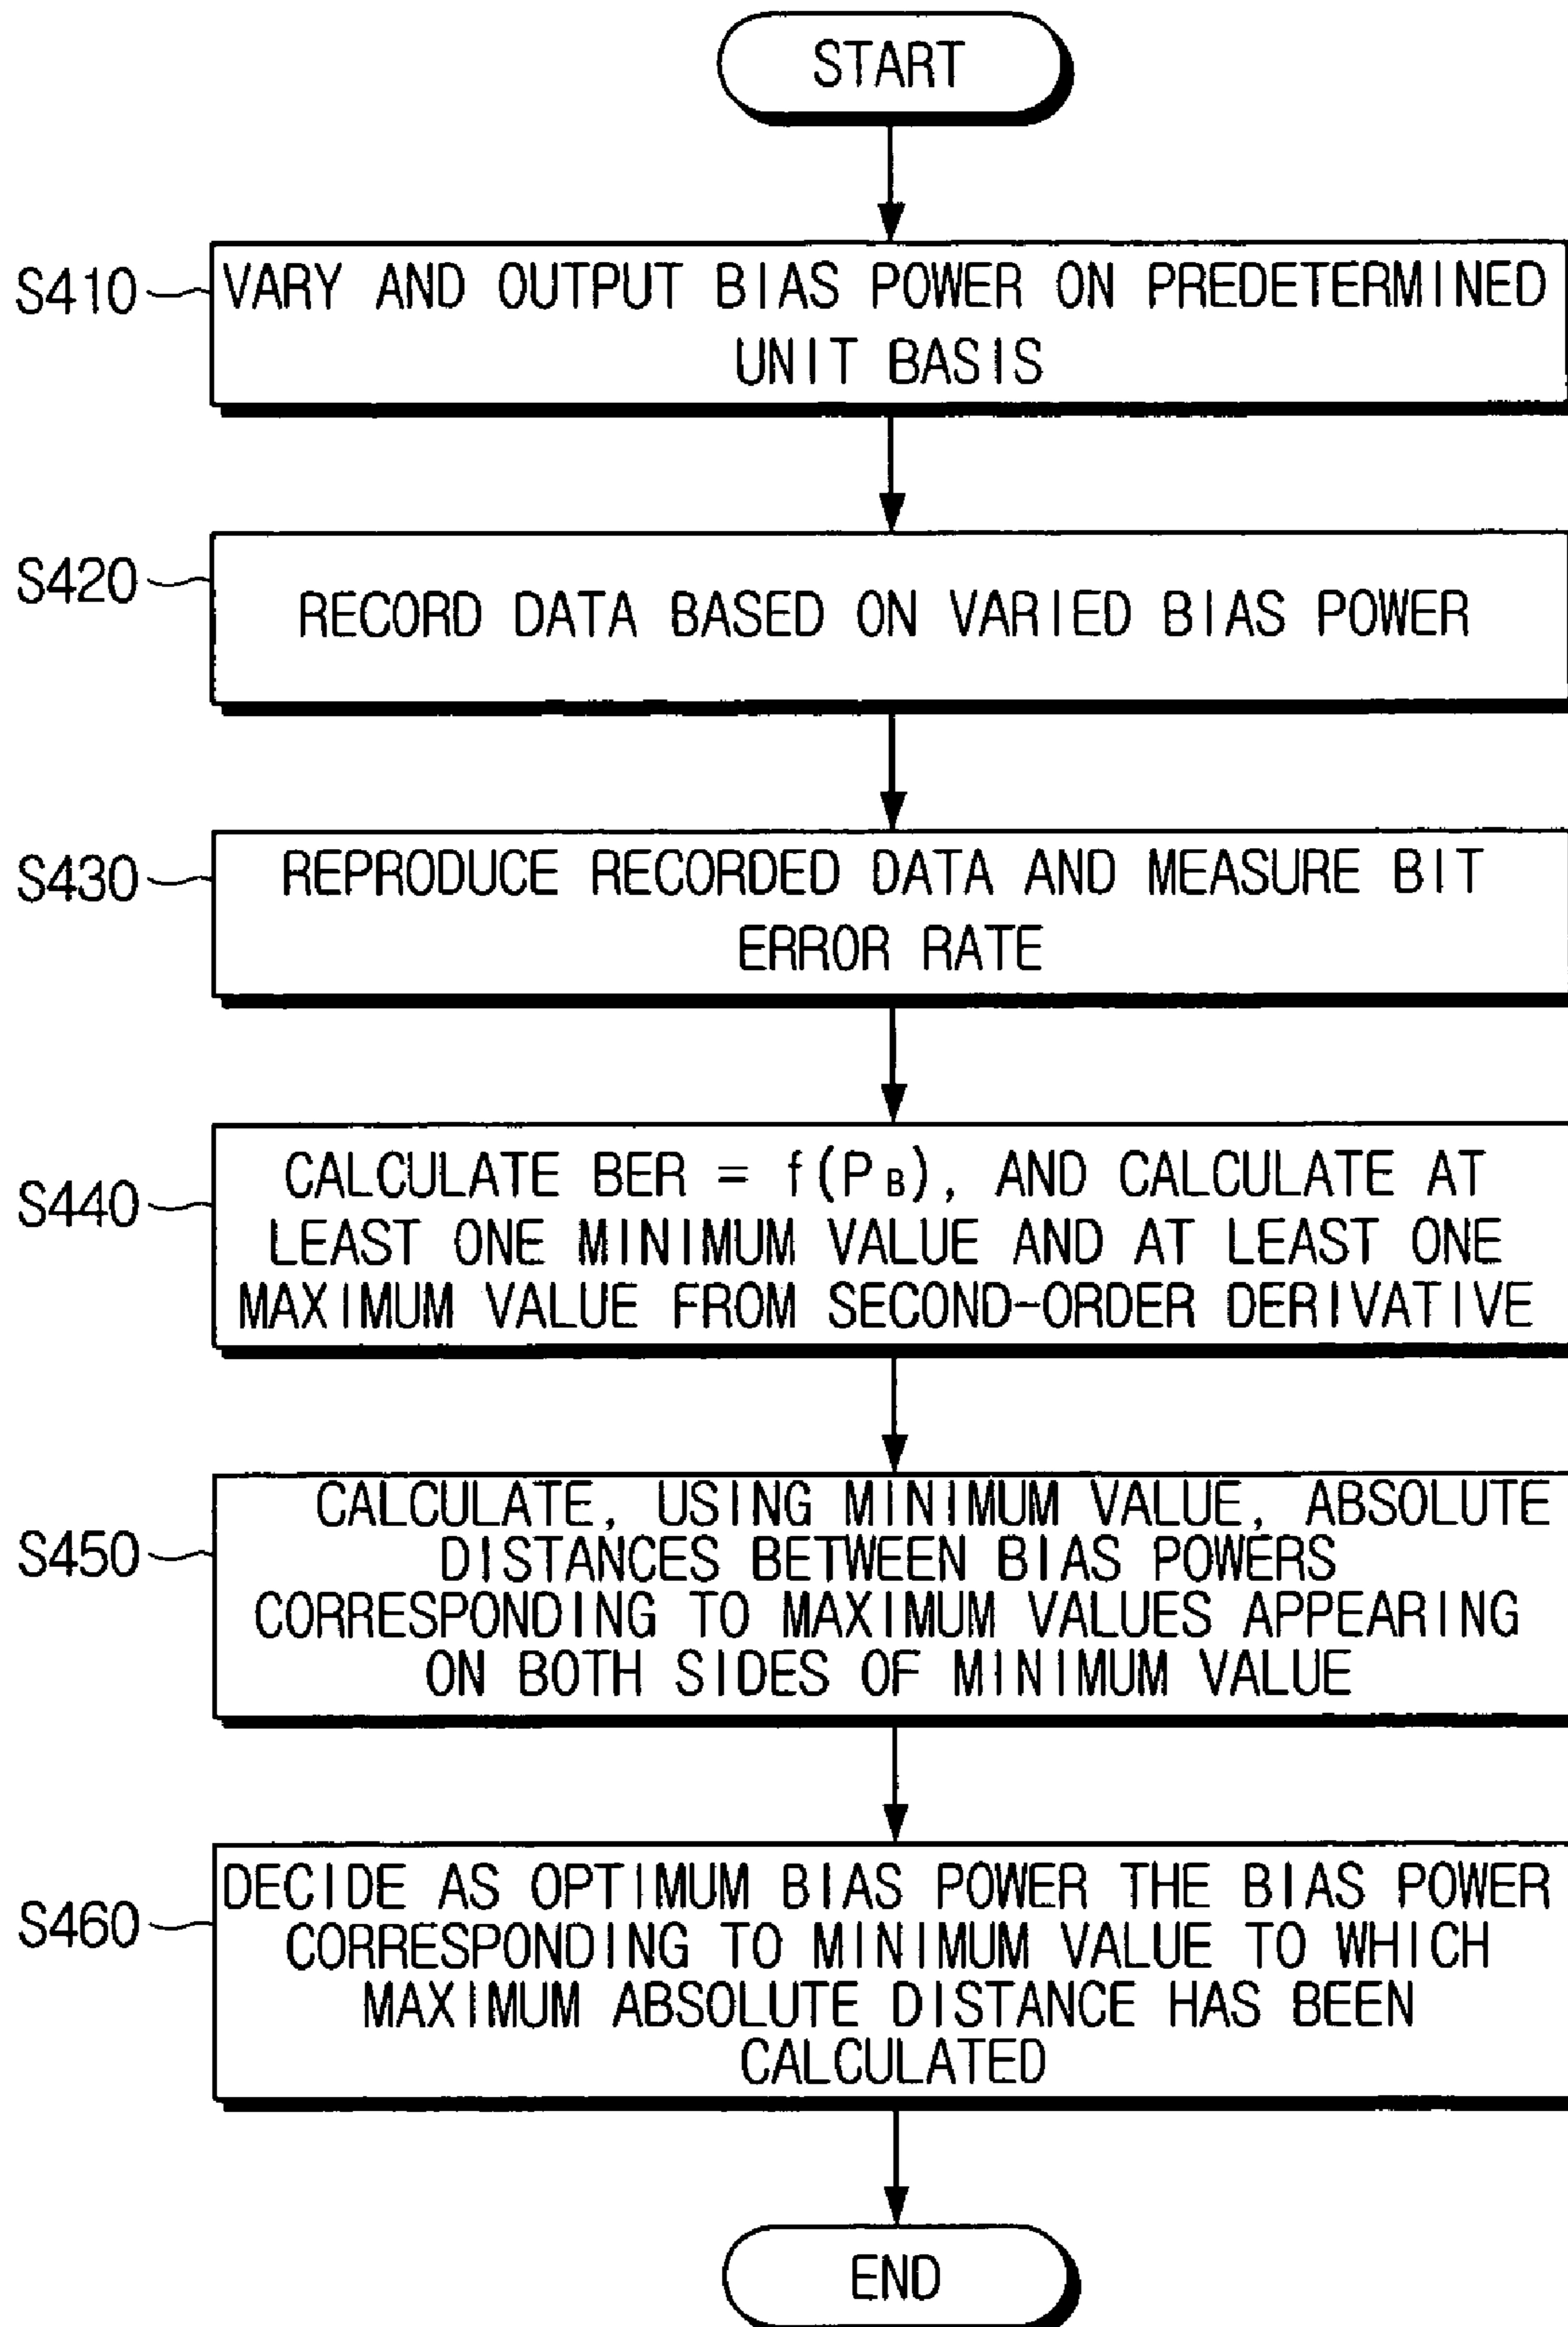 START
S410
VARY AND OUTPUT BIAS POWER ON PREDETERMINED
UNIT BASIS
S420
RECORD DATA BASED ON VARIED BIAS POWER
S430
REPRODUCE RECORDED DATA AND MEASURE BIT
ERROR RATE
S440
CALCULATE BER = f(PB), AND CALCULATE AT
LEAST ONE MINIMUM VALUE AND AT LEAST ONE
MAXIMUM VALUE FROM SECOND-ORDER DERIVATIVE
S450
CALCULATE, USING MINIMUM VALUE, ABSOLUTE
DISTANCES BETWEEN BIAS POWERS
CORRESPONDING TO MAXIMUM VALUES APPEARING
ON BOTH SIDES OF MINIMUM VALUE
S460
DECIDE AS OPTIMUM BIAS POWER THE BIAS POWER
CORRESPONDING TO MINIMUM VALUE TO WHICH
MAXIMUM ABSOLUTE DISTANCE HAS BEEN
CALCULATED
END